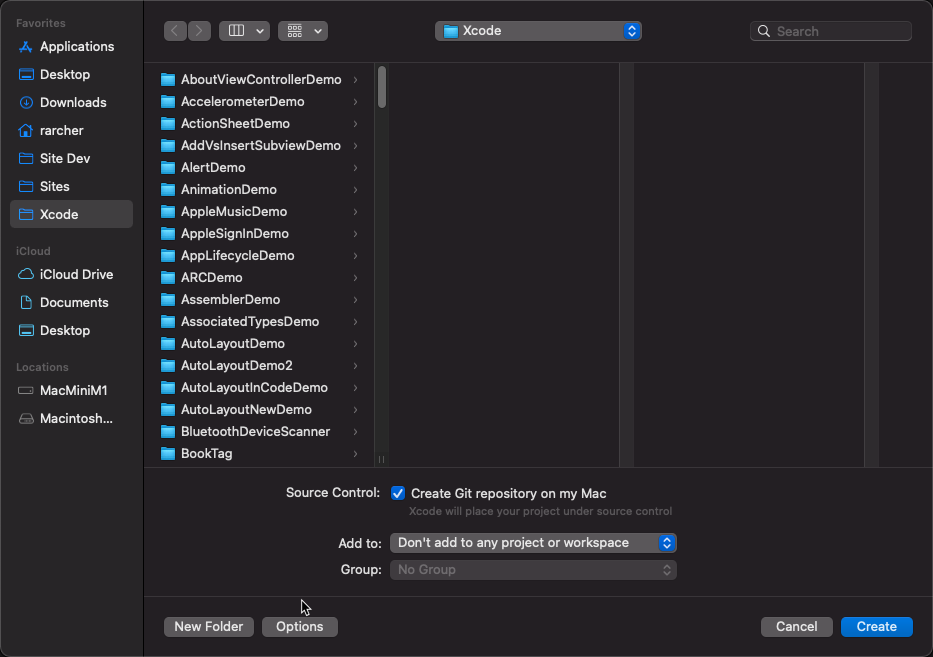 Favorites
Applications
Desktop
Downloads
rarcher
Site Dev
Sites
Xcode
iCloud
iCloud Drive
Documents
Desktop
Locations
MacMiniM1
Macintosh...
Xcode
Search
AboutViewControllerDemo
AccelerometerDemo
ActionSheetDemo
AddVsInsertSubviewDemo
AlertDemo
AnimationDemo
AppleMusicDemo
AppleSignInDemo
AppLifecycleDemo
ARCDemo
AssemblerDemo
AssociatedTypesDemo
AutoLayoutDemo
AutoLayoutDemo2
AutoLayoutInCodeDemo
AutoLayoutNewDemo
BluetoothDeviceScanner
BookTag
Source Control: Create Git repository on my Mac
Xcode will place your project under source control
Add to: Don't add to any project or workspace
Group: No Group
New Folder Options Cancel Create